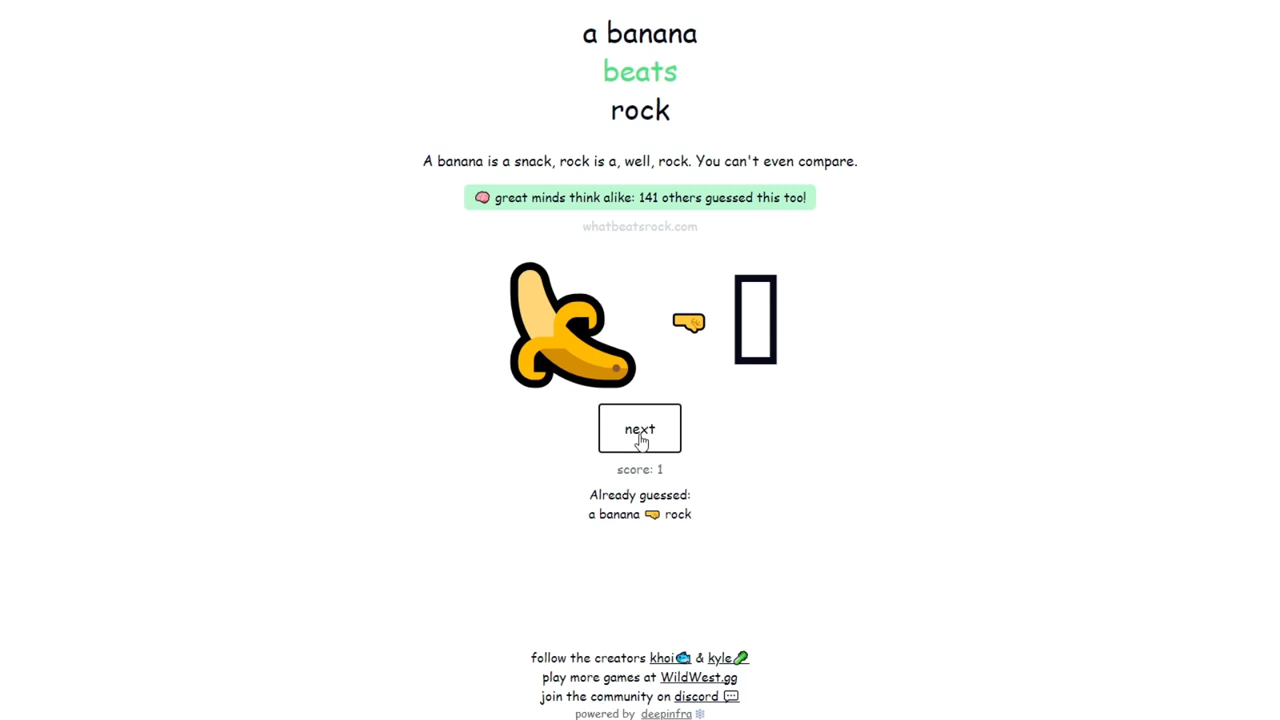 a banana
beats
rock
A banana is a snack, rock is a, well, rock. You can't even compare.
🧠 great minds think alike: 141 others guessed this too!
whatbeatsrock.com
next
score: 1
Already guessed:
a banana 🤜 rock
follow the creators khoi🐟 & kyle🥒
play more games at WildWest.gg
join the community on discord 💬
powered by deepinfra ⚛️